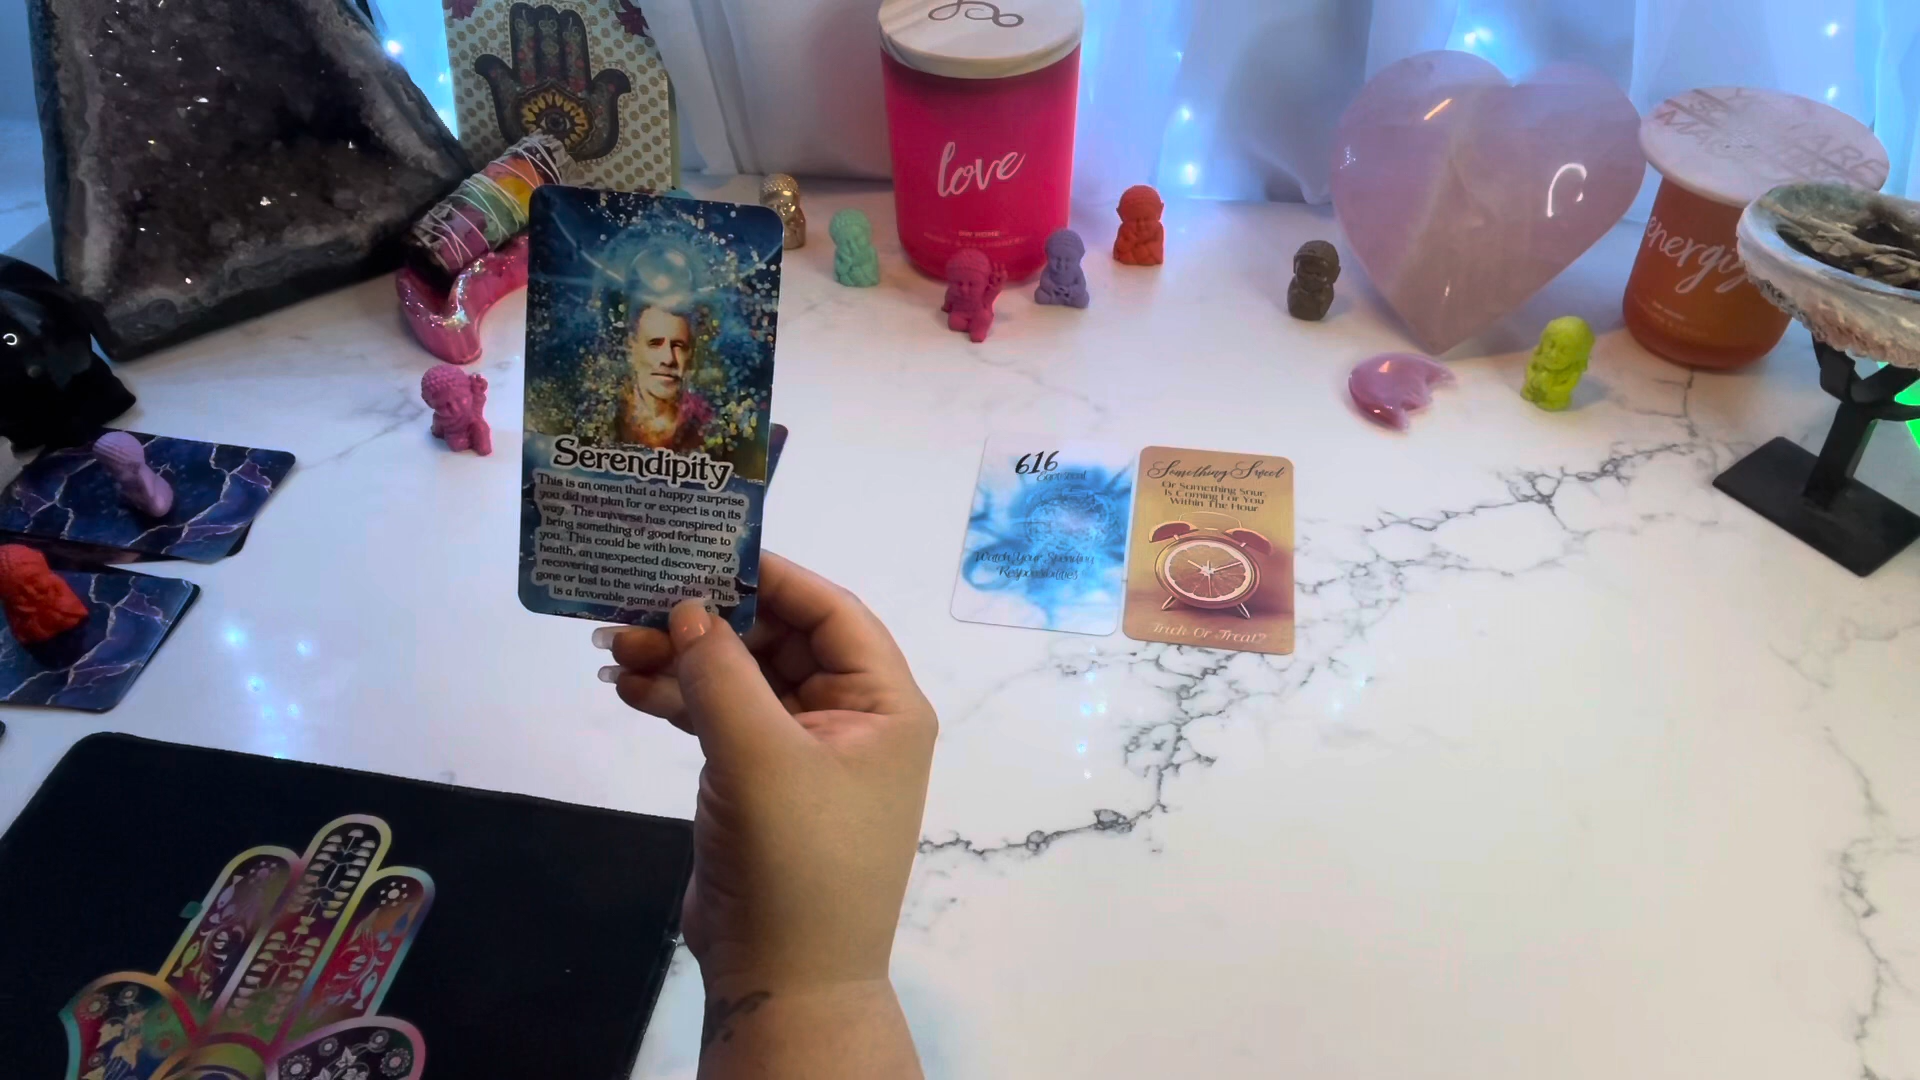 love
energizi
Serendipity
This is an omen that a happy surprise
you did not plan for or expect is on its
way. The universe has conspired to
bring something of good fortune to
you. This could be with love, money,
health, an unexpected discovery, or
recovering something thought to be
gone or lost to the winds of fate. This
is a favorable game of
616
Watch Your Spending
Responsibilities
Something Sweet
Or Something Sour
Is Coming For You
Within The Hour
Trick Or Treat?